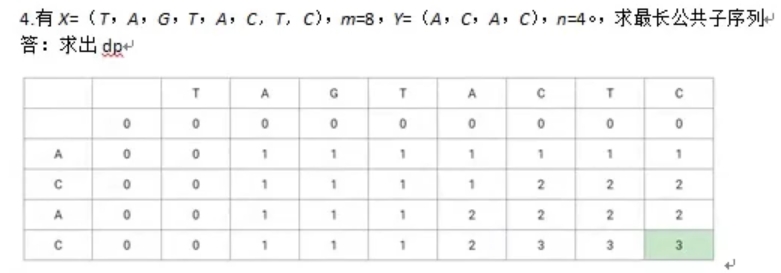 4.有 X=（T，A，G，T，A，C，T，C），m=8，Y=（A，C，A，C），n=4。，求最长公共子序列
答：求出 dp
T A G T A C T C
0 0 0 0 0 0 0 0 0
A 0 0 1 1 1 1 1 1 1
C 0 0 1 1 1 1 2 2 2
A 0 0 1 1 1 2 2 2 2
C 0 0 1 1 1 2 3 3 3